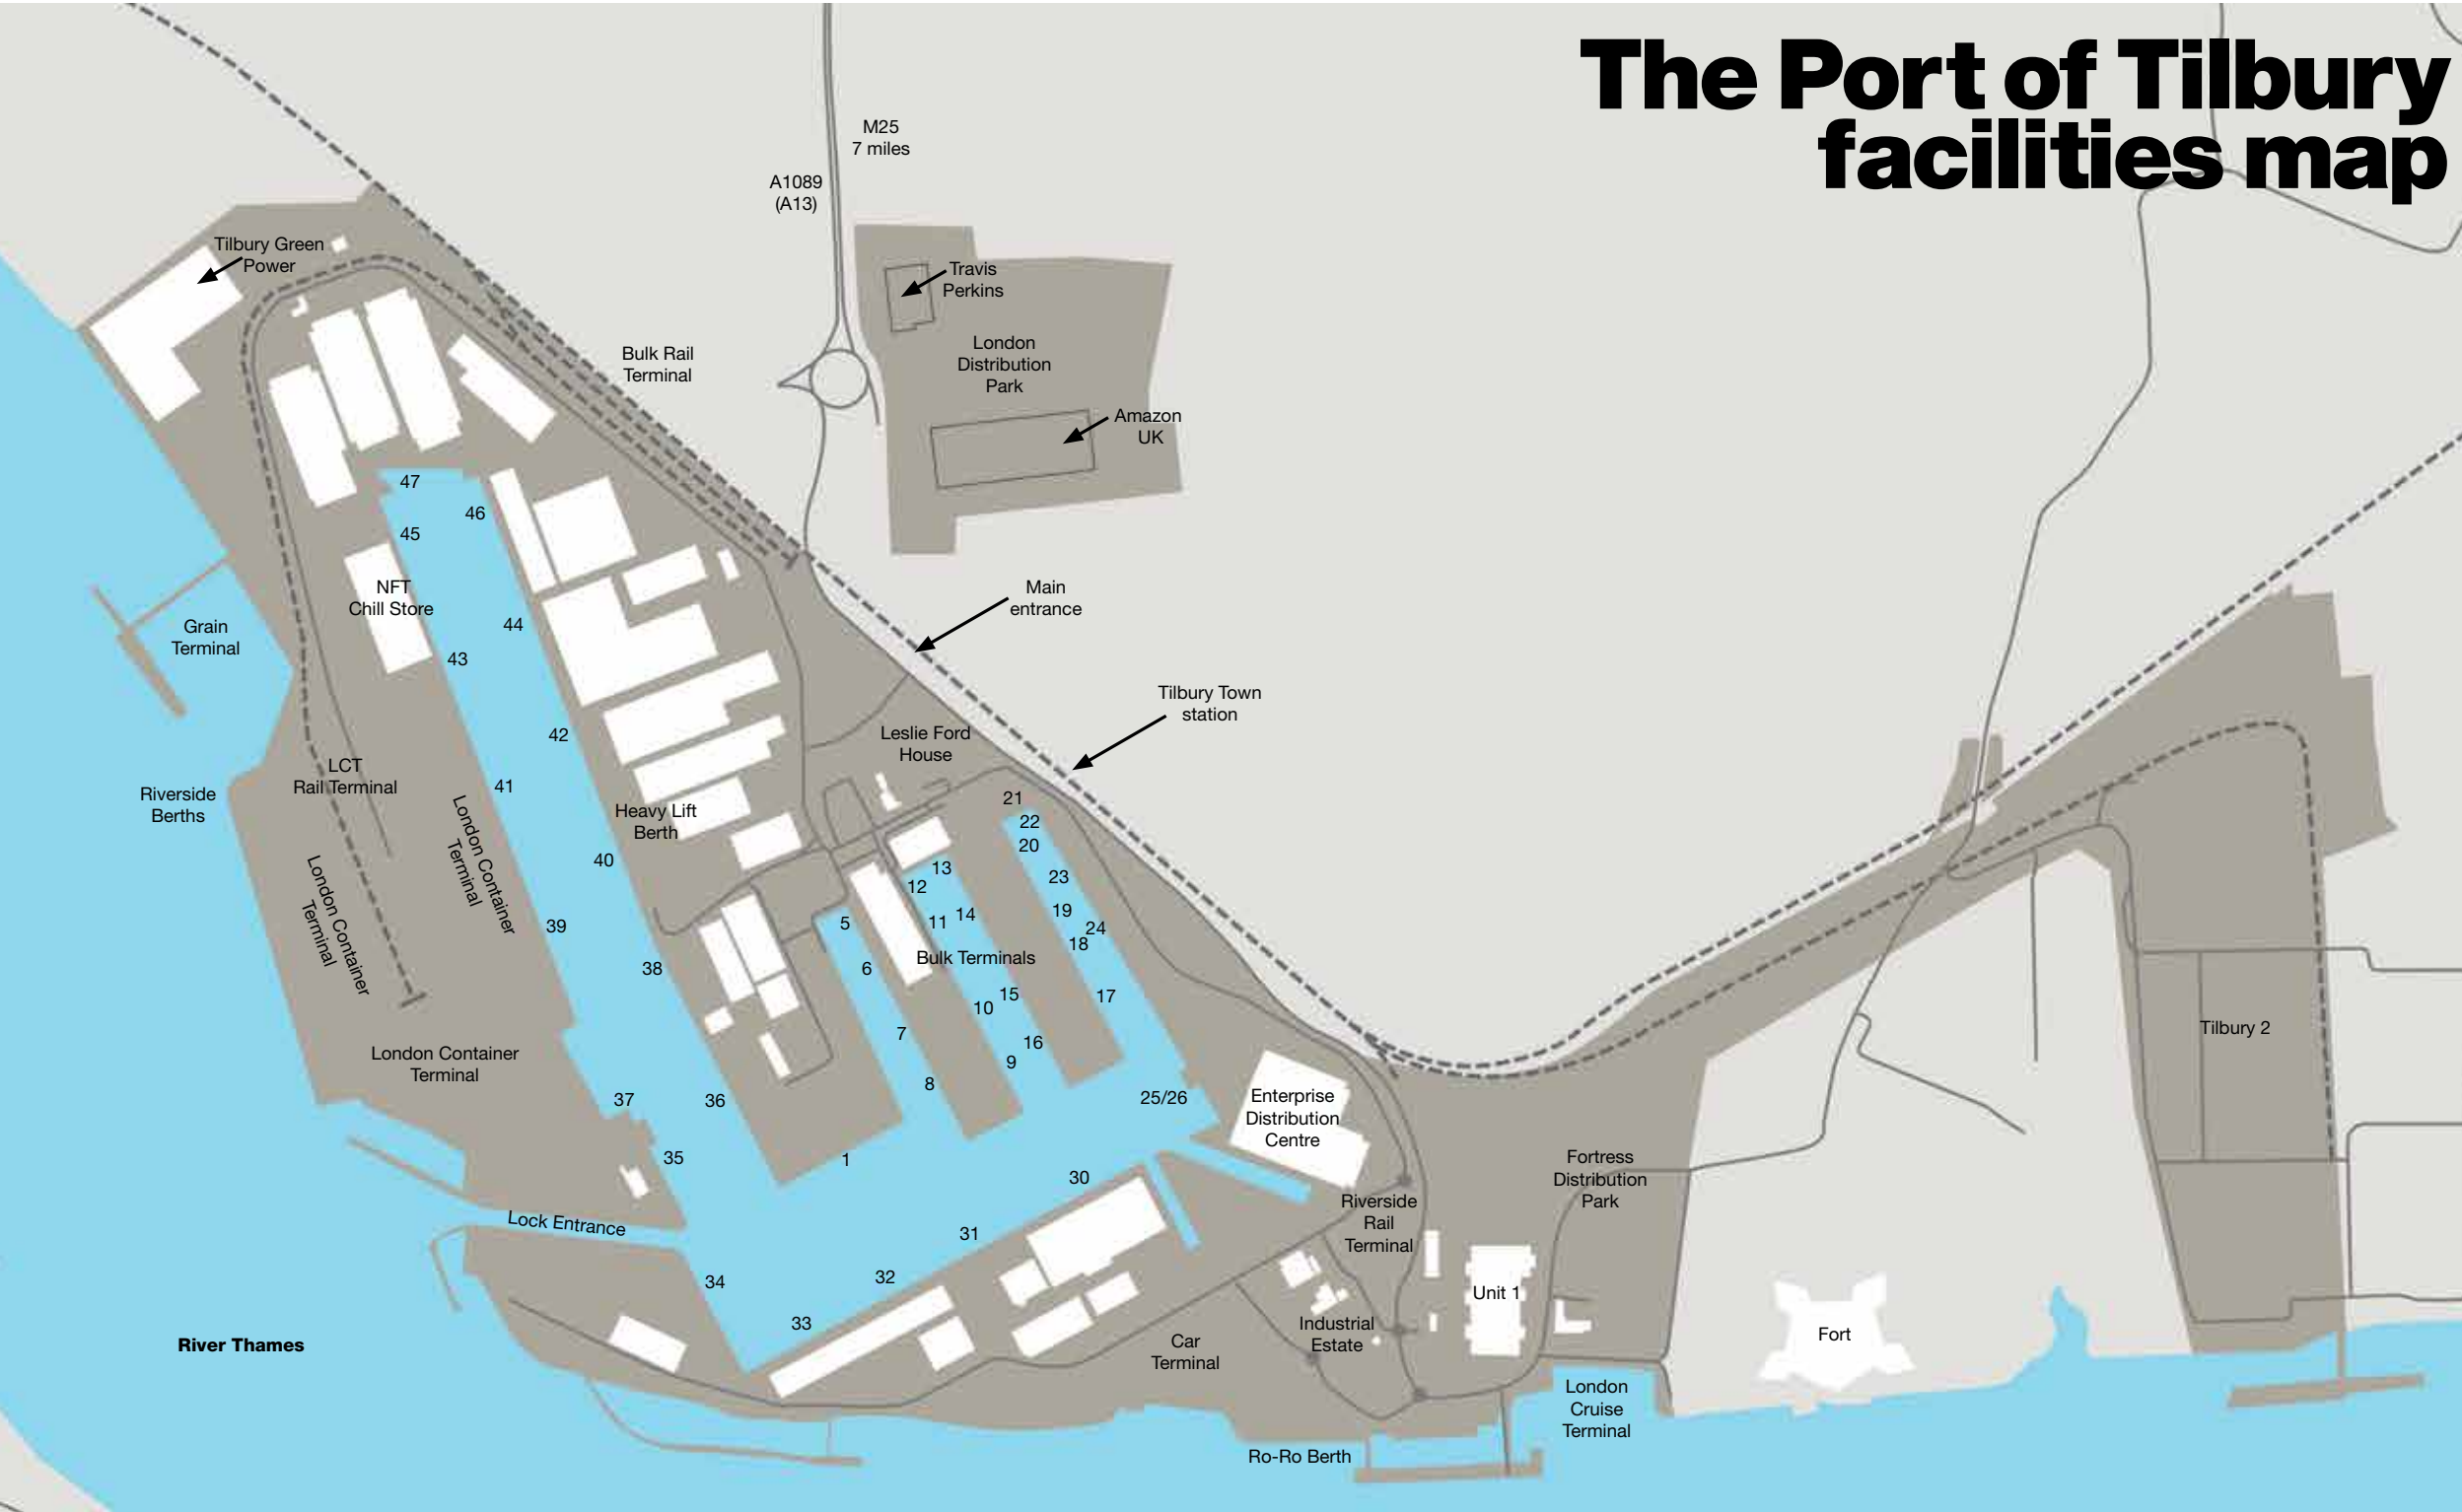 The Port of Tilbury
facilities map
M25
7 miles
A1089
(A13)
Tilbury Green
Power
Travis
Perkins
London
Distribution
Park
Amazon
UK
Bulk Rail
Terminal
47
46
45
NFT
Chill Store
44
43
Grain
Terminal
Main
entrance
Tilbury Town
station
42
Leslie Ford
House
LCT
Rail Terminal
41
Riverside
Berths
London Container
Terminal
London Container
Terminal
Heavy Lift
Berth
40
39
38
21
22
20
23
19
24
18
17
13
12
11
14
5
6
Bulk Terminals
15
10
16
9
7
8
London Container
Terminal
37
36
35
1
25/26
Enterprise
Distribution
Centre
Tilbury 2
Fortress
Distribution
Park
30
31
32
33
34
Lock Entrance
Riverside
Rail
Terminal
Unit 1
Industrial
Estate
Car
Terminal
Fort
London
Cruise
Terminal
Ro-Ro Berth
River Thames